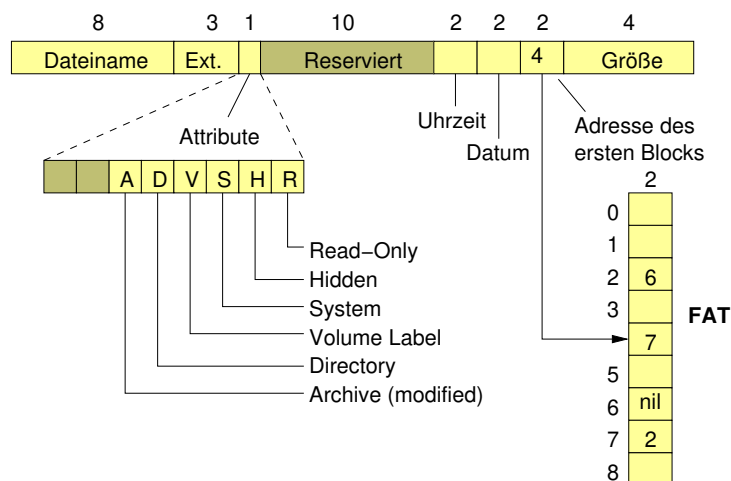 8 3 1 10 2 2 2 4
Dateiname Ext. Reserviert 4 Größe
Uhrzeit
Datum
Adresse des
ersten Blocks
Attribute
A D V S H R
Read−Only
Hidden
System
Volume Label
Directory
Archive (modified)
2
0
1
2 6
3
FAT
7
5
6 nil
7 2
8